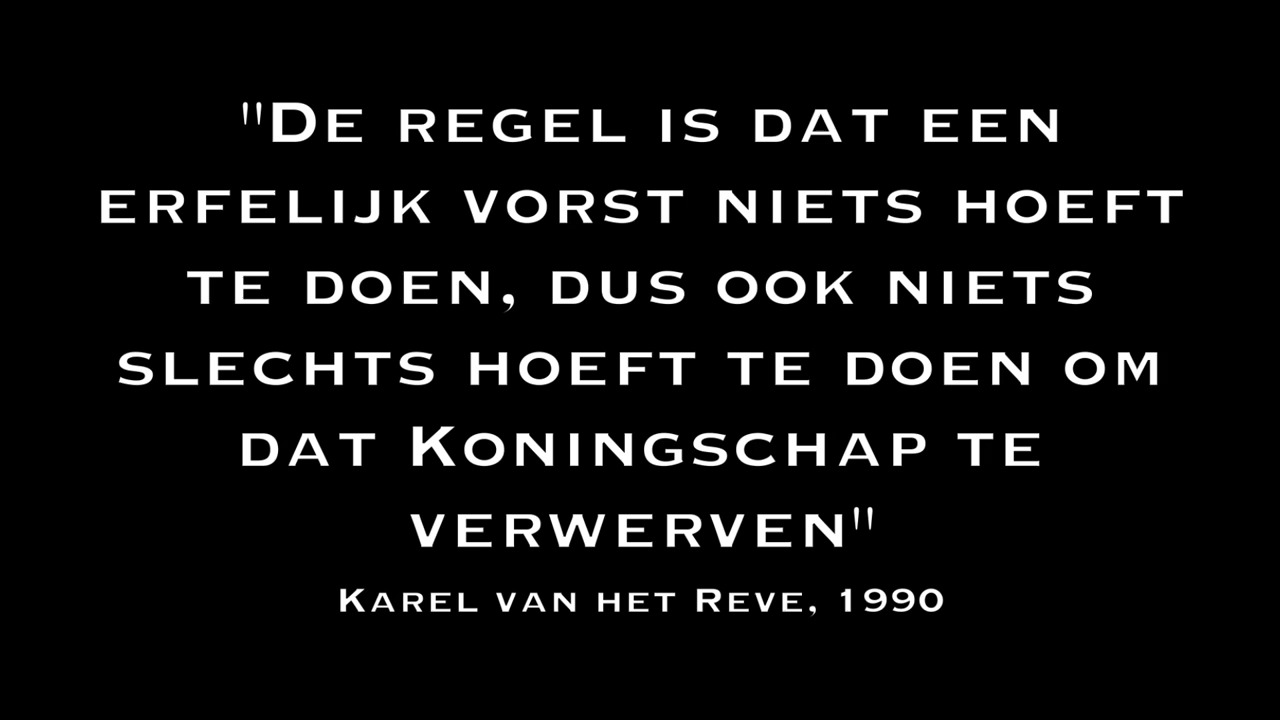 "De regel is dat een
erfelijk vorst niets hoeft
te doen, dus ook niets
slechts hoeft te doen om
dat Koningschap te
verwerven"
Karel van het Reve, 1990